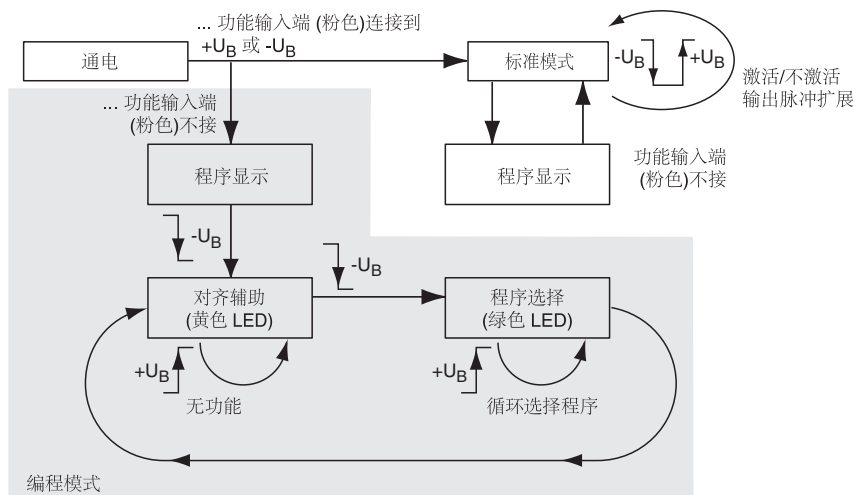 ... 功能输入端 (粉色)连接到
+UB 或 -UB
通电
标准模式
-UB
+UB
激活/不激活
输出脉冲扩展
... 功能输入端
(粉色)不接
程序显示
程序显示
功能输入端
(粉色)不接
-UB
-UB
对齐辅助
(黄色 LED)
程序选择
(绿色 LED)
+UB
无功能
+UB
循环选择程序
编程模式